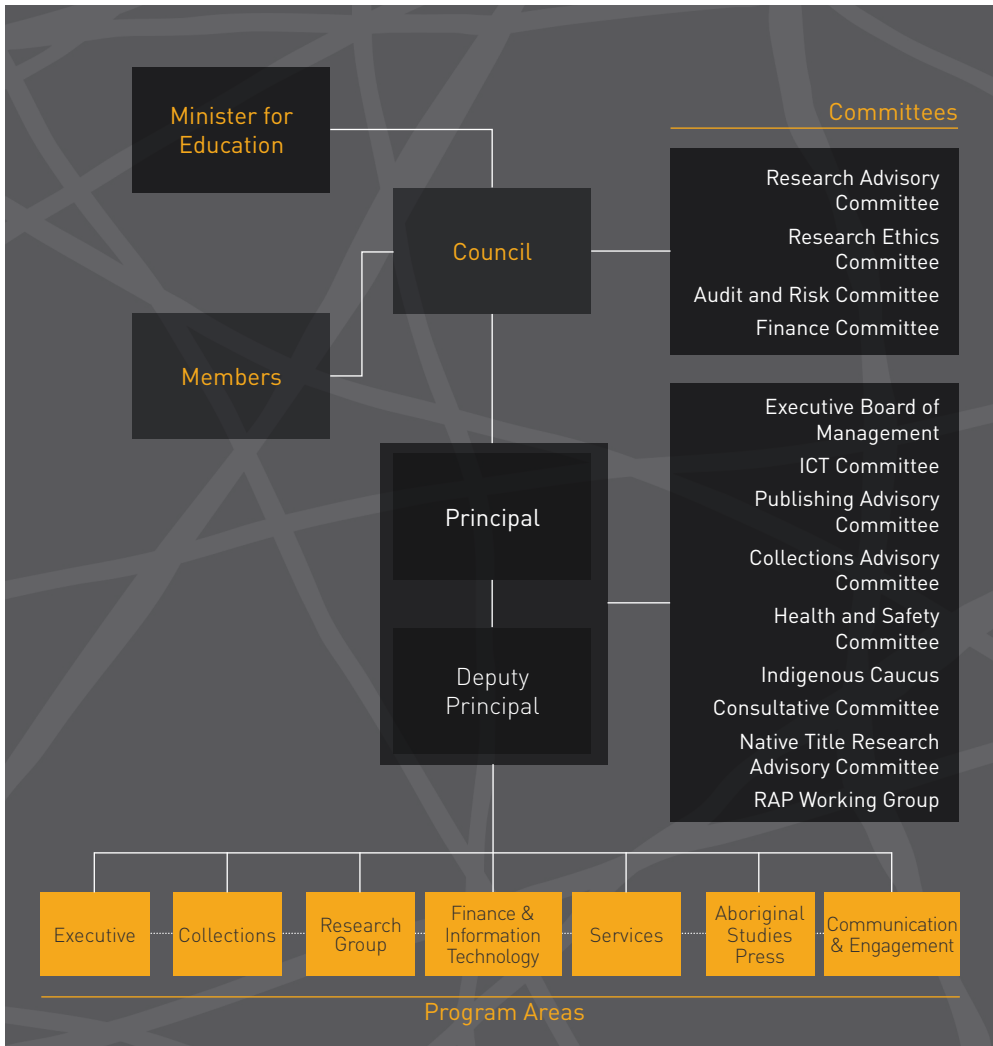 Minister for
Education
Council
Members
Committees
Research Advisory
Committee
Research Ethics
Committee
Audit and Risk Committee
Finance Committee
Principal
Deputy
Principal
Executive Board of
Management
ICT Committee
Publishing Advisory
Committee
Collections Advisory
Committee
Health and Safety
Committee
Indigenous Caucus
Consultative Committee
Native Title Research
Advisory Committee
RAP Working Group
Executive
Collections
Research
Group
Finance &
Information
Technology
Services
Aboriginal
Studies
Press
Communication
& Engagement
Program Areas